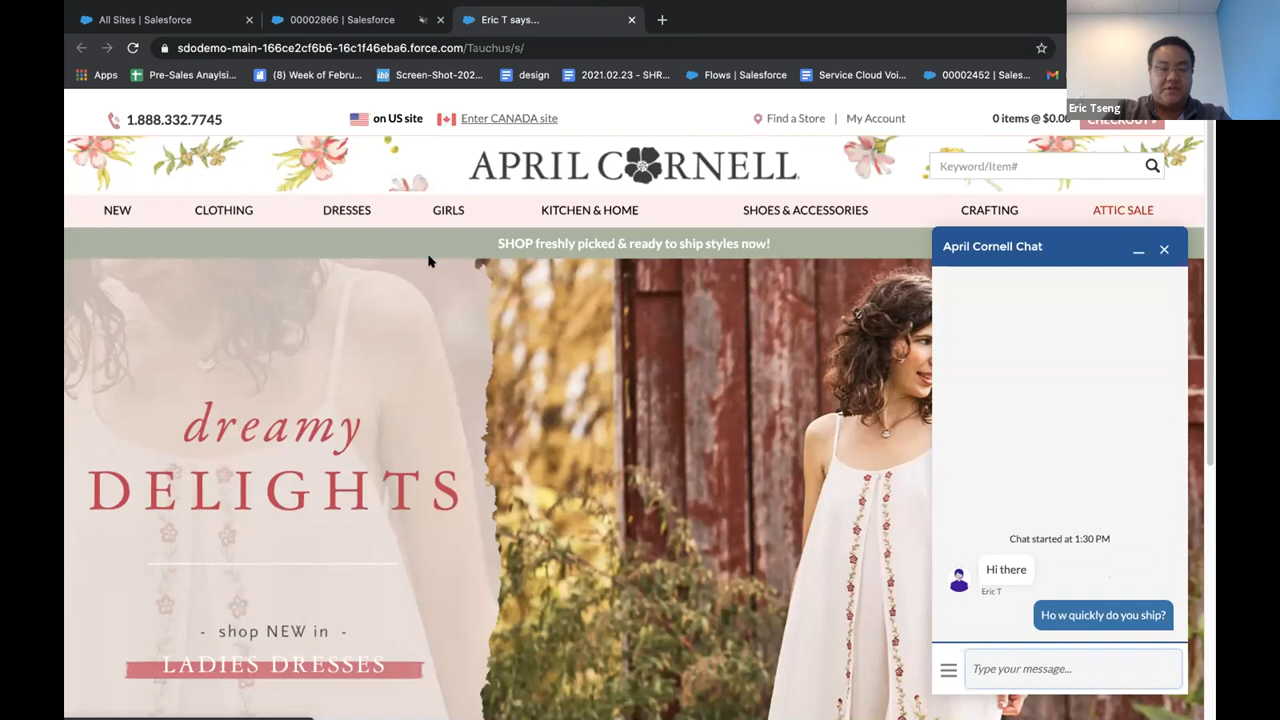 All Sites | Salesforce
00002866 | Salesforce
Eric T says...
sdodemo-main-166ce2cf6b6-16c1f46eba6.force.com/Tauchus/s/
Apps
Pre-Sales Anaylsi...
(8) Week of Febru...
Screen-Shot-202...
design
2021.02.23 - SHR...
Flows | Salesforce
Service Cloud Voi...
00002452 | Sales...
Eric Tseng
1.888.332.7745
on US site
Enter CANADA site
Find a Store | My Account
0 items @ $0.00
CHECKOUT
APRIL CORNELL
Keyword/Item#
NEW
CLOTHING
DRESSES
GIRLS
KITCHEN & HOME
SHOES & ACCESSORIES
CRAFTING
ATTIC SALE
SHOP freshly picked & ready to ship styles now!
April Cornell Chat
dreamy
DELIGHTS
- shop NEW in -
LADIES DRESSES
Chat started at 1:30 PM
Hi there
Eric T
Ho w quickly do you ship?
Type your message...